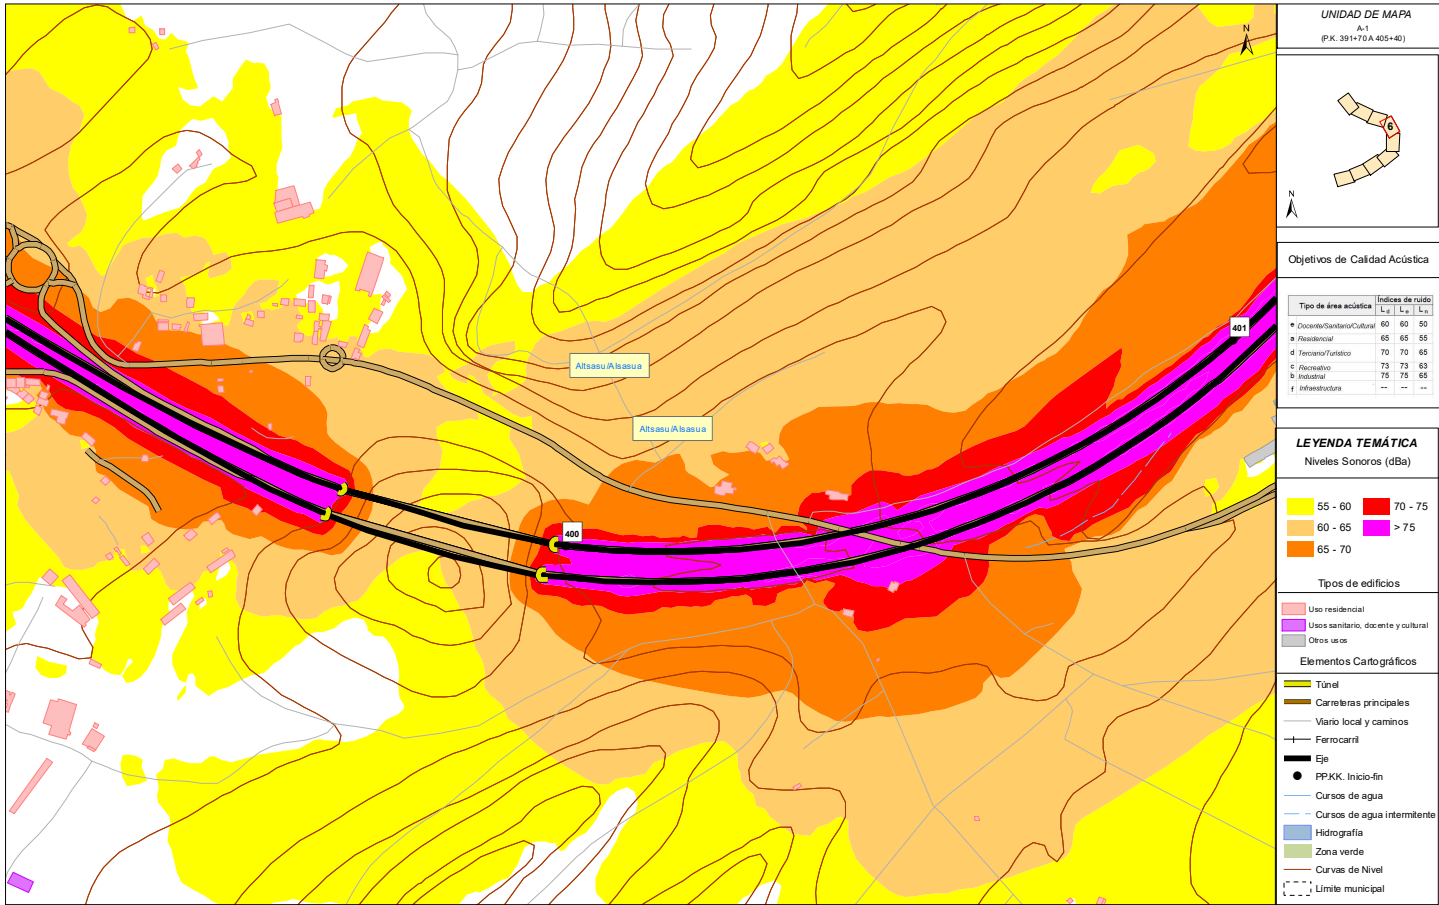 UNIDAD DE MAPA
A-1
(P.K. 391+70 A 405+40)
N
6
N
Objetivos de Calidad Acústica
Tipo de área acústica Índices de ruido
L d L e L n
e Docente/Sanitario/Cultural 60 60 50
a Residencial 65 65 55
d Terciario/Turístico 70 70 65
c Recreativo 73 73 63
b Industrial 75 75 65
f Infraestructura -- -- --
401
Altsasu/Alsasua
Altsasu/Alsasua
400
LEYENDA TEMÁTICA
Niveles Sonoros (dBa)
55 - 60 70 - 75
60 - 65 > 75
65 - 70
Tipos de edificios
Uso residencial
Usos sanitario, docente y cultural
Otros usos
Elementos Cartográficos
Túnel
Carreteras principales
Viario local y caminos
Ferrocarril
Eje
PP.KK. Inicio-fin
Cursos de agua
Cursos de agua intermitente
Hidrografía
Zona verde
Curvas de Nivel
Límite municipal